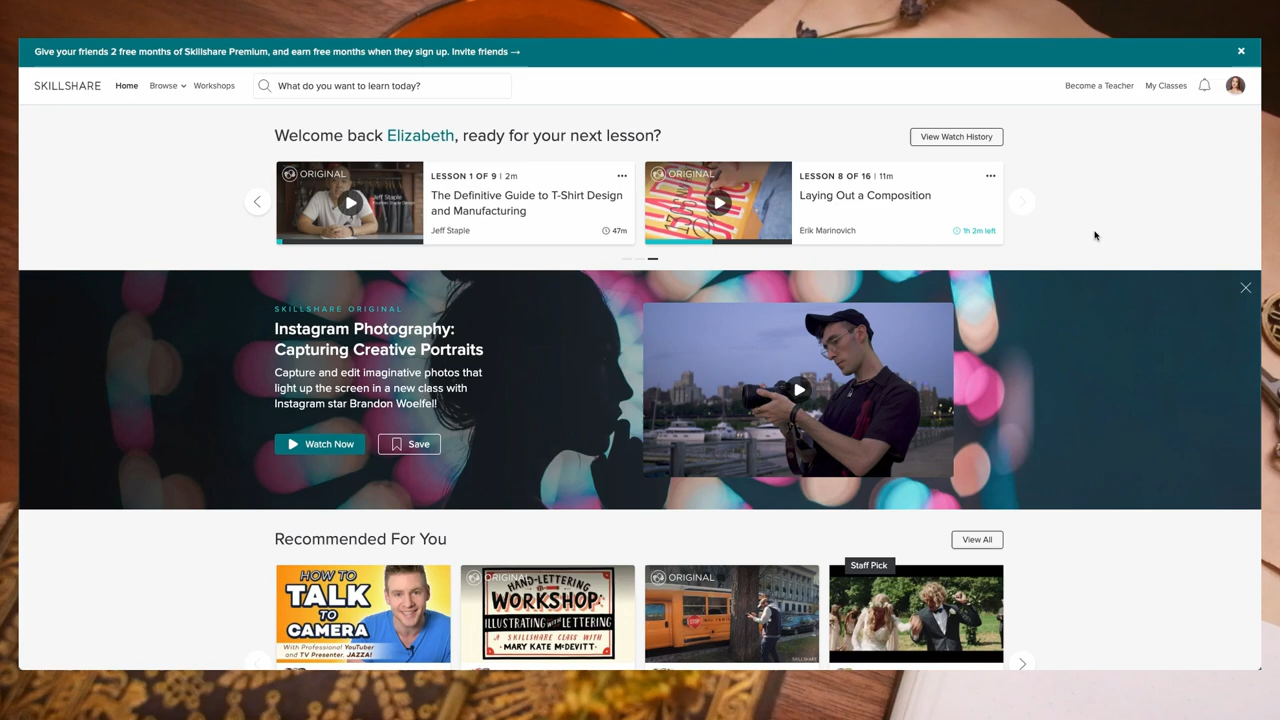 Give your friends 2 free months of Skillshare Premium, and earn free months when they sign up. Invite friends →
SKILLSHARE
Home
Browse
Workshops
What do you want to learn today?
Become a Teacher
My Classes
Welcome back Elizabeth, ready for your next lesson?
View Watch History
ORIGINAL
Jeff Staple
LESSON 1 OF 9 | 2m
The Definitive Guide to T-Shirt Design
and Manufacturing
Jeff Staple
47m
ORIGINAL
LESSON 8 OF 16 | 11m
Laying Out a Composition
Erik Marinovich
1h 2m left
SKILLSHARE ORIGINAL
Instagram Photography:
Capturing Creative Portraits
Capture and edit imaginative photos that
light up the screen in a new class with
Instagram star Brandon Woelfel!
Watch Now
Save
Recommended For You
View All
HOW TO
TALK
TO
CAMERA
With Professional YouTuber
and TV Presenter, JAZZA!
ORIGINAL
HAND-LETTERING
WORKSHOP
ILLUSTRATING WITH LETTERING
A SKILLSHARE CLASS WITH
MARY KATE McDEVITT
ORIGINAL
STOP
SKILLSHARE
Staff Pick